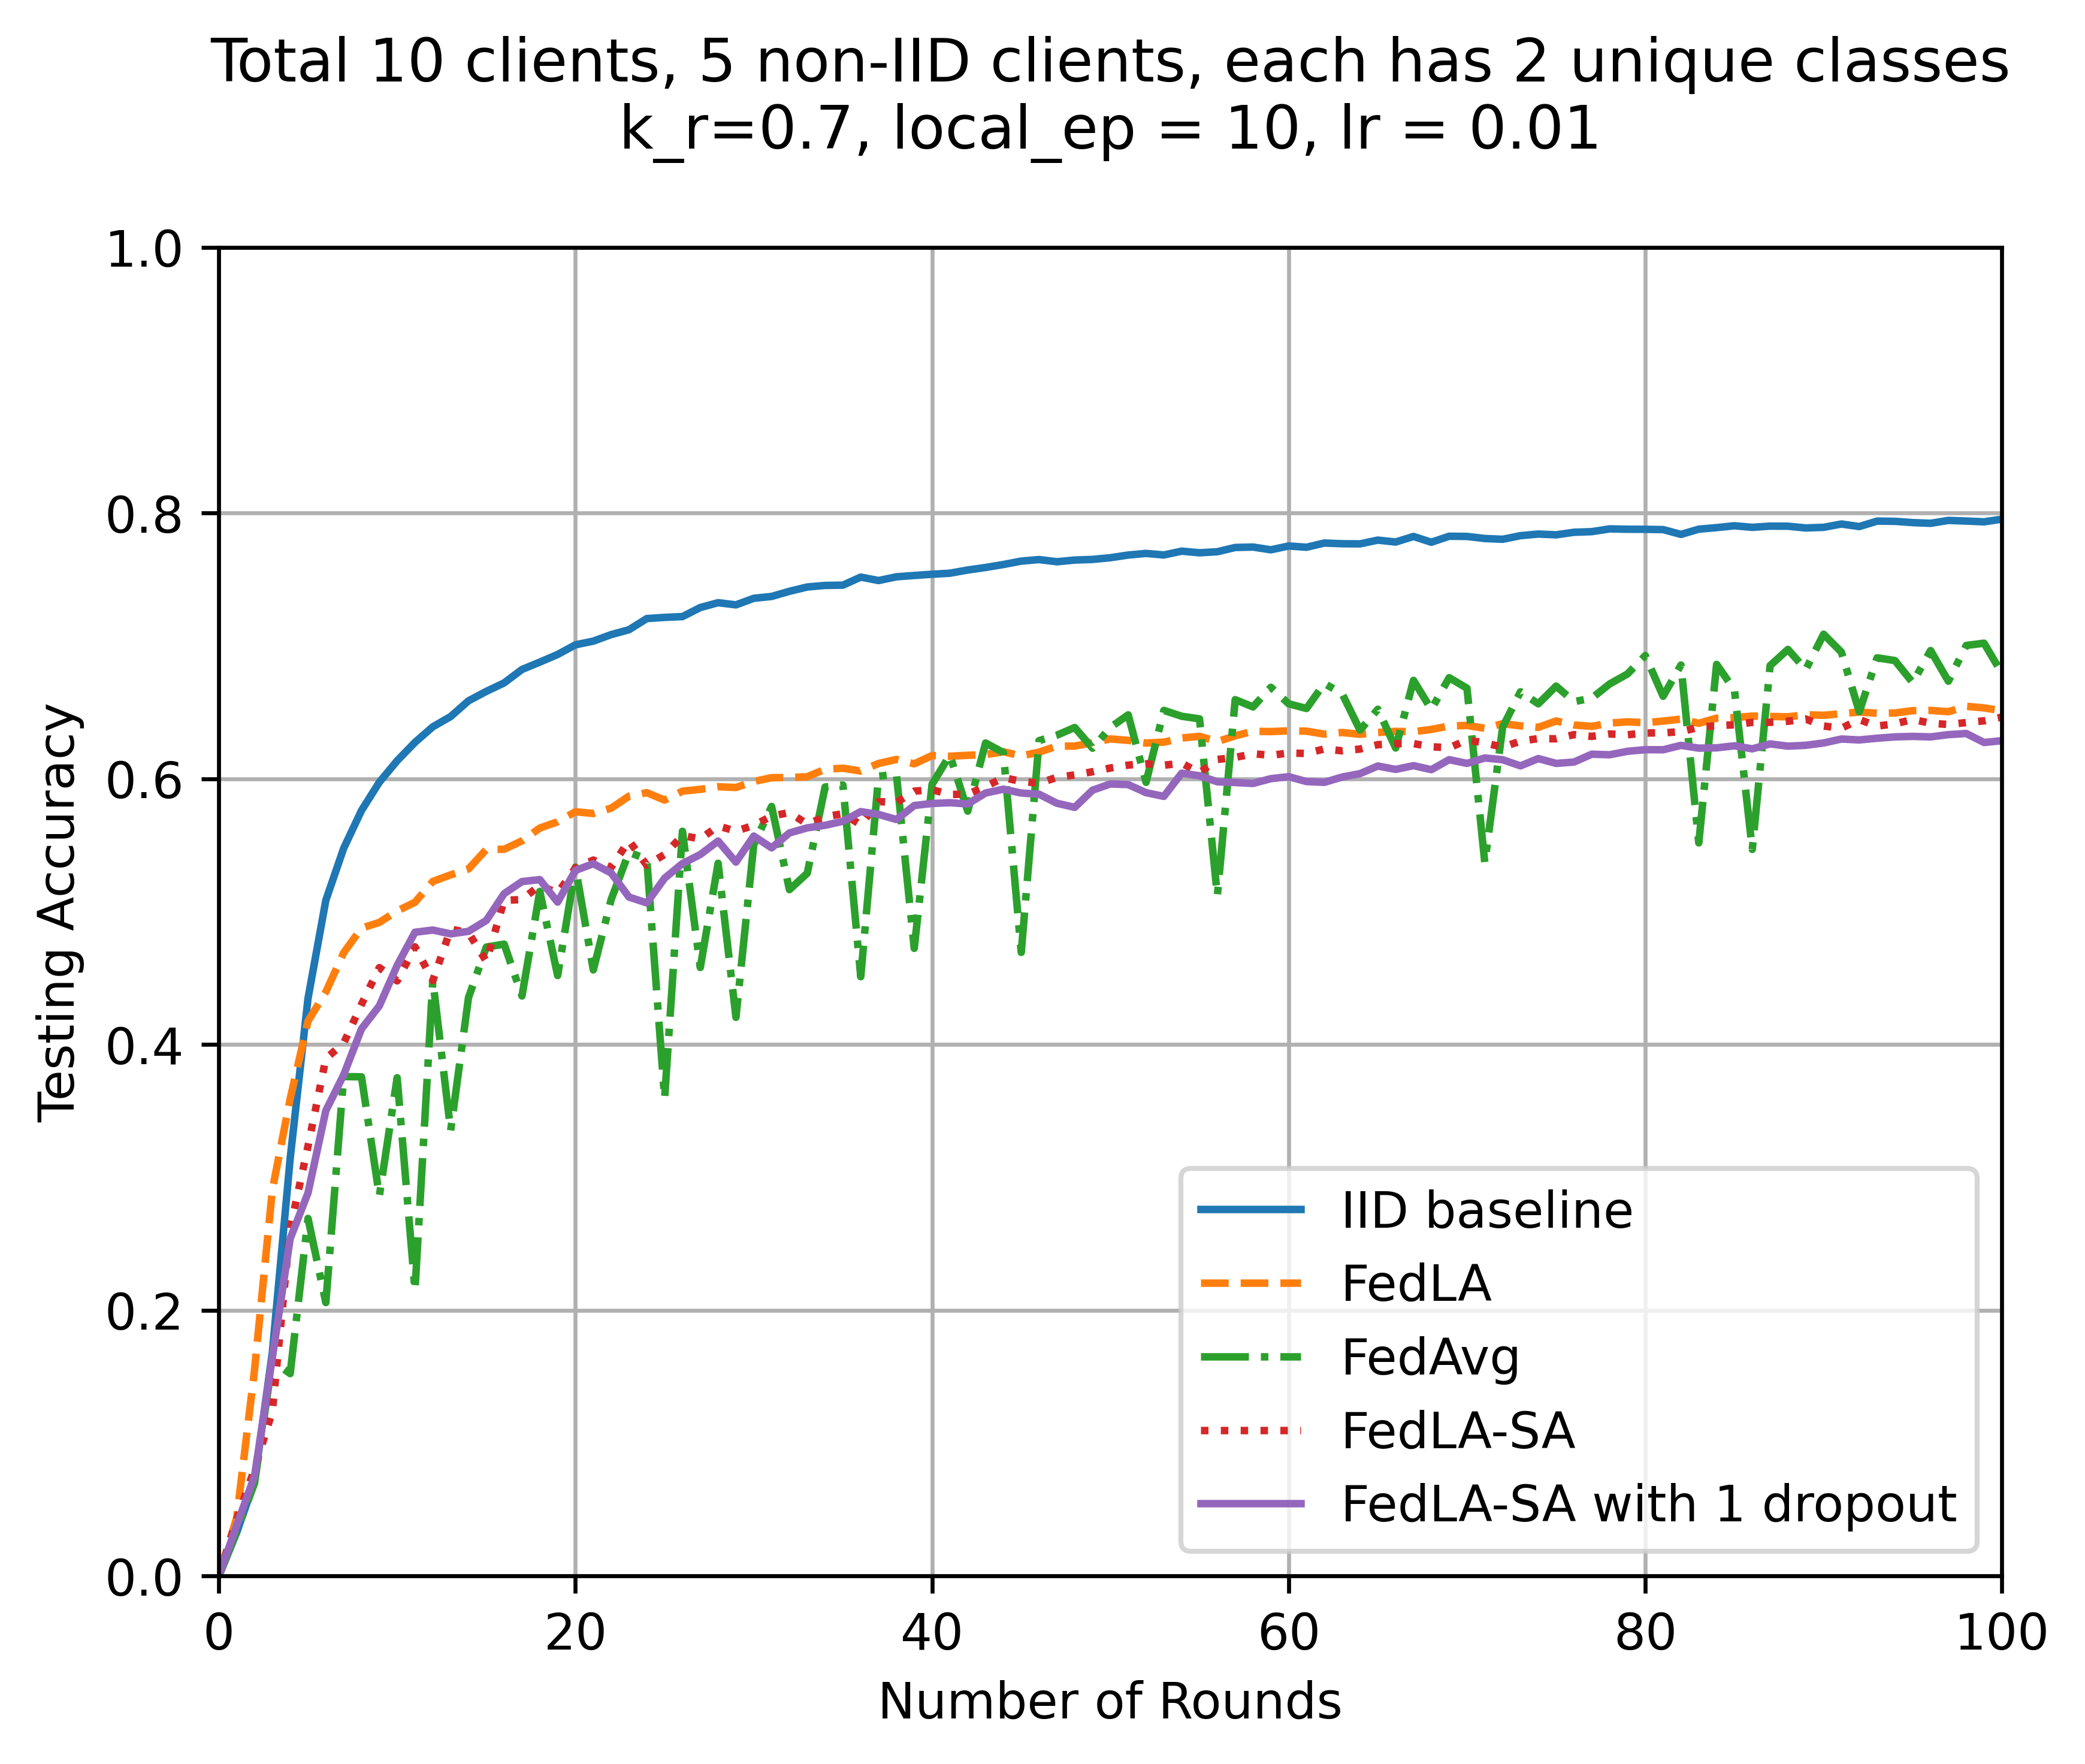 Total 10 clients, 5 non-IID clients, each has 2 unique classes
k_r=0.7, local_ep = 10, lr = 0.01
1.0
0.8
0.6
0.4
0.2
0.0
Testing Accuracy
IID baseline
FedLA
FedAvg
FedLA-SA
FedLA-SA with 1 dropout
0 20 40 60 80 100
Number of Rounds